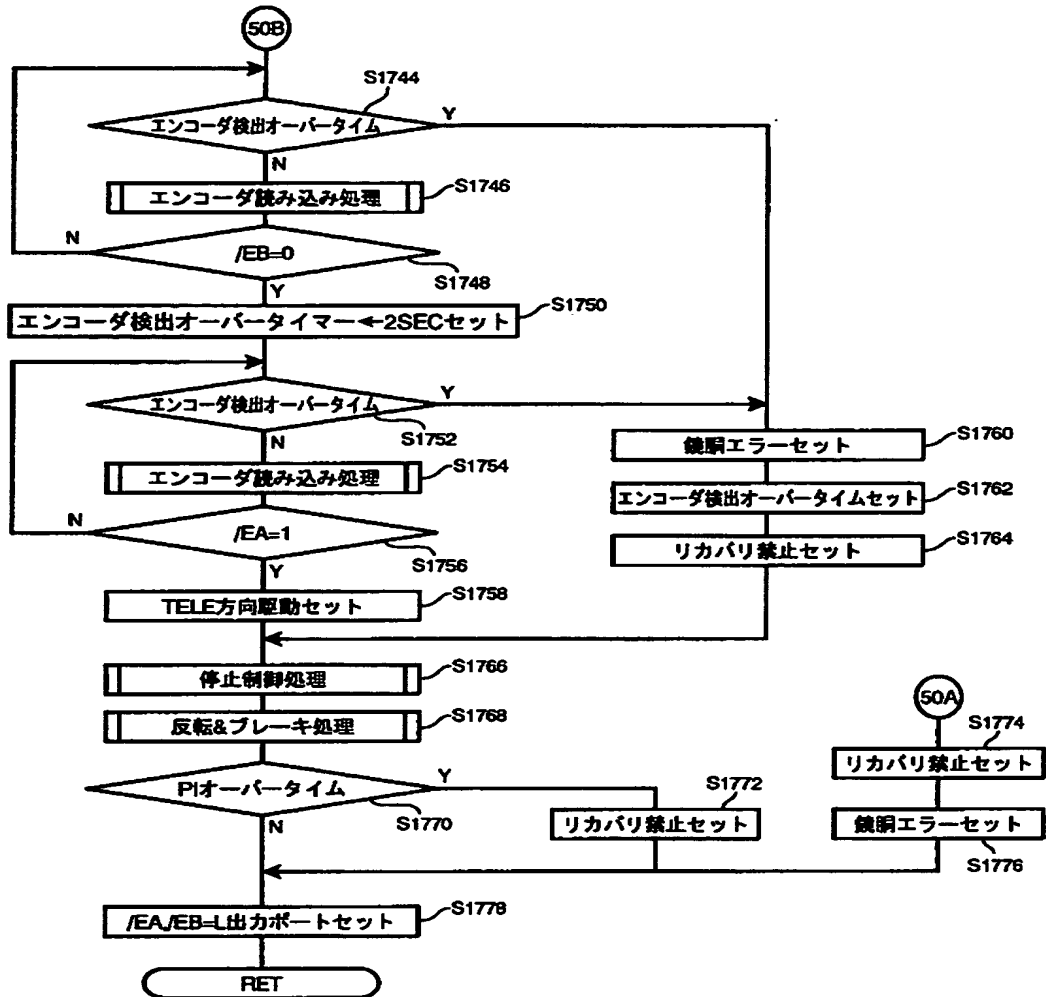 50B
S1744
エンコーダ検出オーバータイム
Y
N
エンコーダ読み込み処理
S1746
N
/EB=0
S1748
Y
エンコーダ検出オーバータイマー←2SECセット
S1750
エンコーダ検出オーバータイム
Y
S1752
N
鏡胴エラーセット
S1760
エンコーダ読み込み処理
S1754
エンコーダ検出オーバータイムセット
S1762
N
/EA=1
S1756
リカバリ禁止セット
S1764
Y
TELE方向駆動セット
S1758
停止制御処理
S1766
反転&ブレーキ処理
S1768
50A
S1774
リカバリ禁止セット
PIオーバータイム
Y
S1770
N
S1772
リカバリ禁止セット
鏡胴エラーセット
S1776
/EA,/EB=L出力ポートセット
S1778
RET